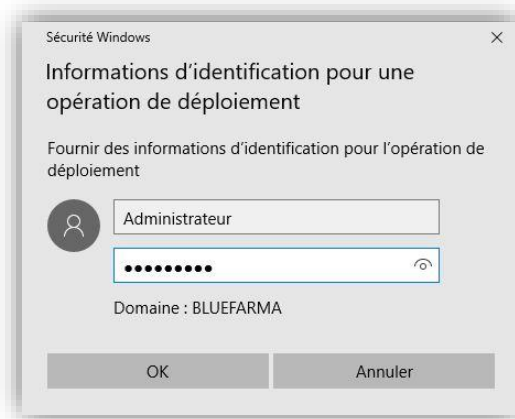 Sécurité Windows
Informations d'identification pour une
opération de déploiement
Fournir des informations d'identification pour l'opération de
déploiement
Administrateur
●●●●●●●●●
Domaine : BLUEFARMA
OK
Annuler